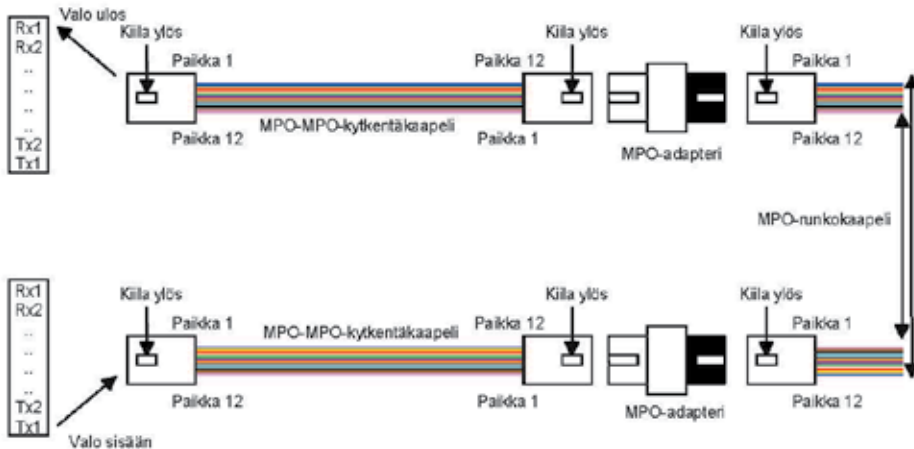 Valo ulos
Rx1
Rx2
..
..
..
..
Tx2
Tx1
Kiila ylös
Paikka 1
Paikka 12
MPO-MPO-kytkentäkaapeli
Paikka 12
Kiila ylös
Paikka 1
MPO-adapteri
Kiila ylös
Paikka 1
Paikka 12
MPO-runkokaapeli
Rx1
Rx2
..
..
..
..
Tx2
Tx1
Valo sisään
Kiila ylös
Paikka 1
Paikka 12
MPO-MPO-kytkentäkaapeli
Paikka 12
Kiila ylös
Paikka 1
MPO-adapteri
Kiila ylös
Paikka 1
Paikka 12